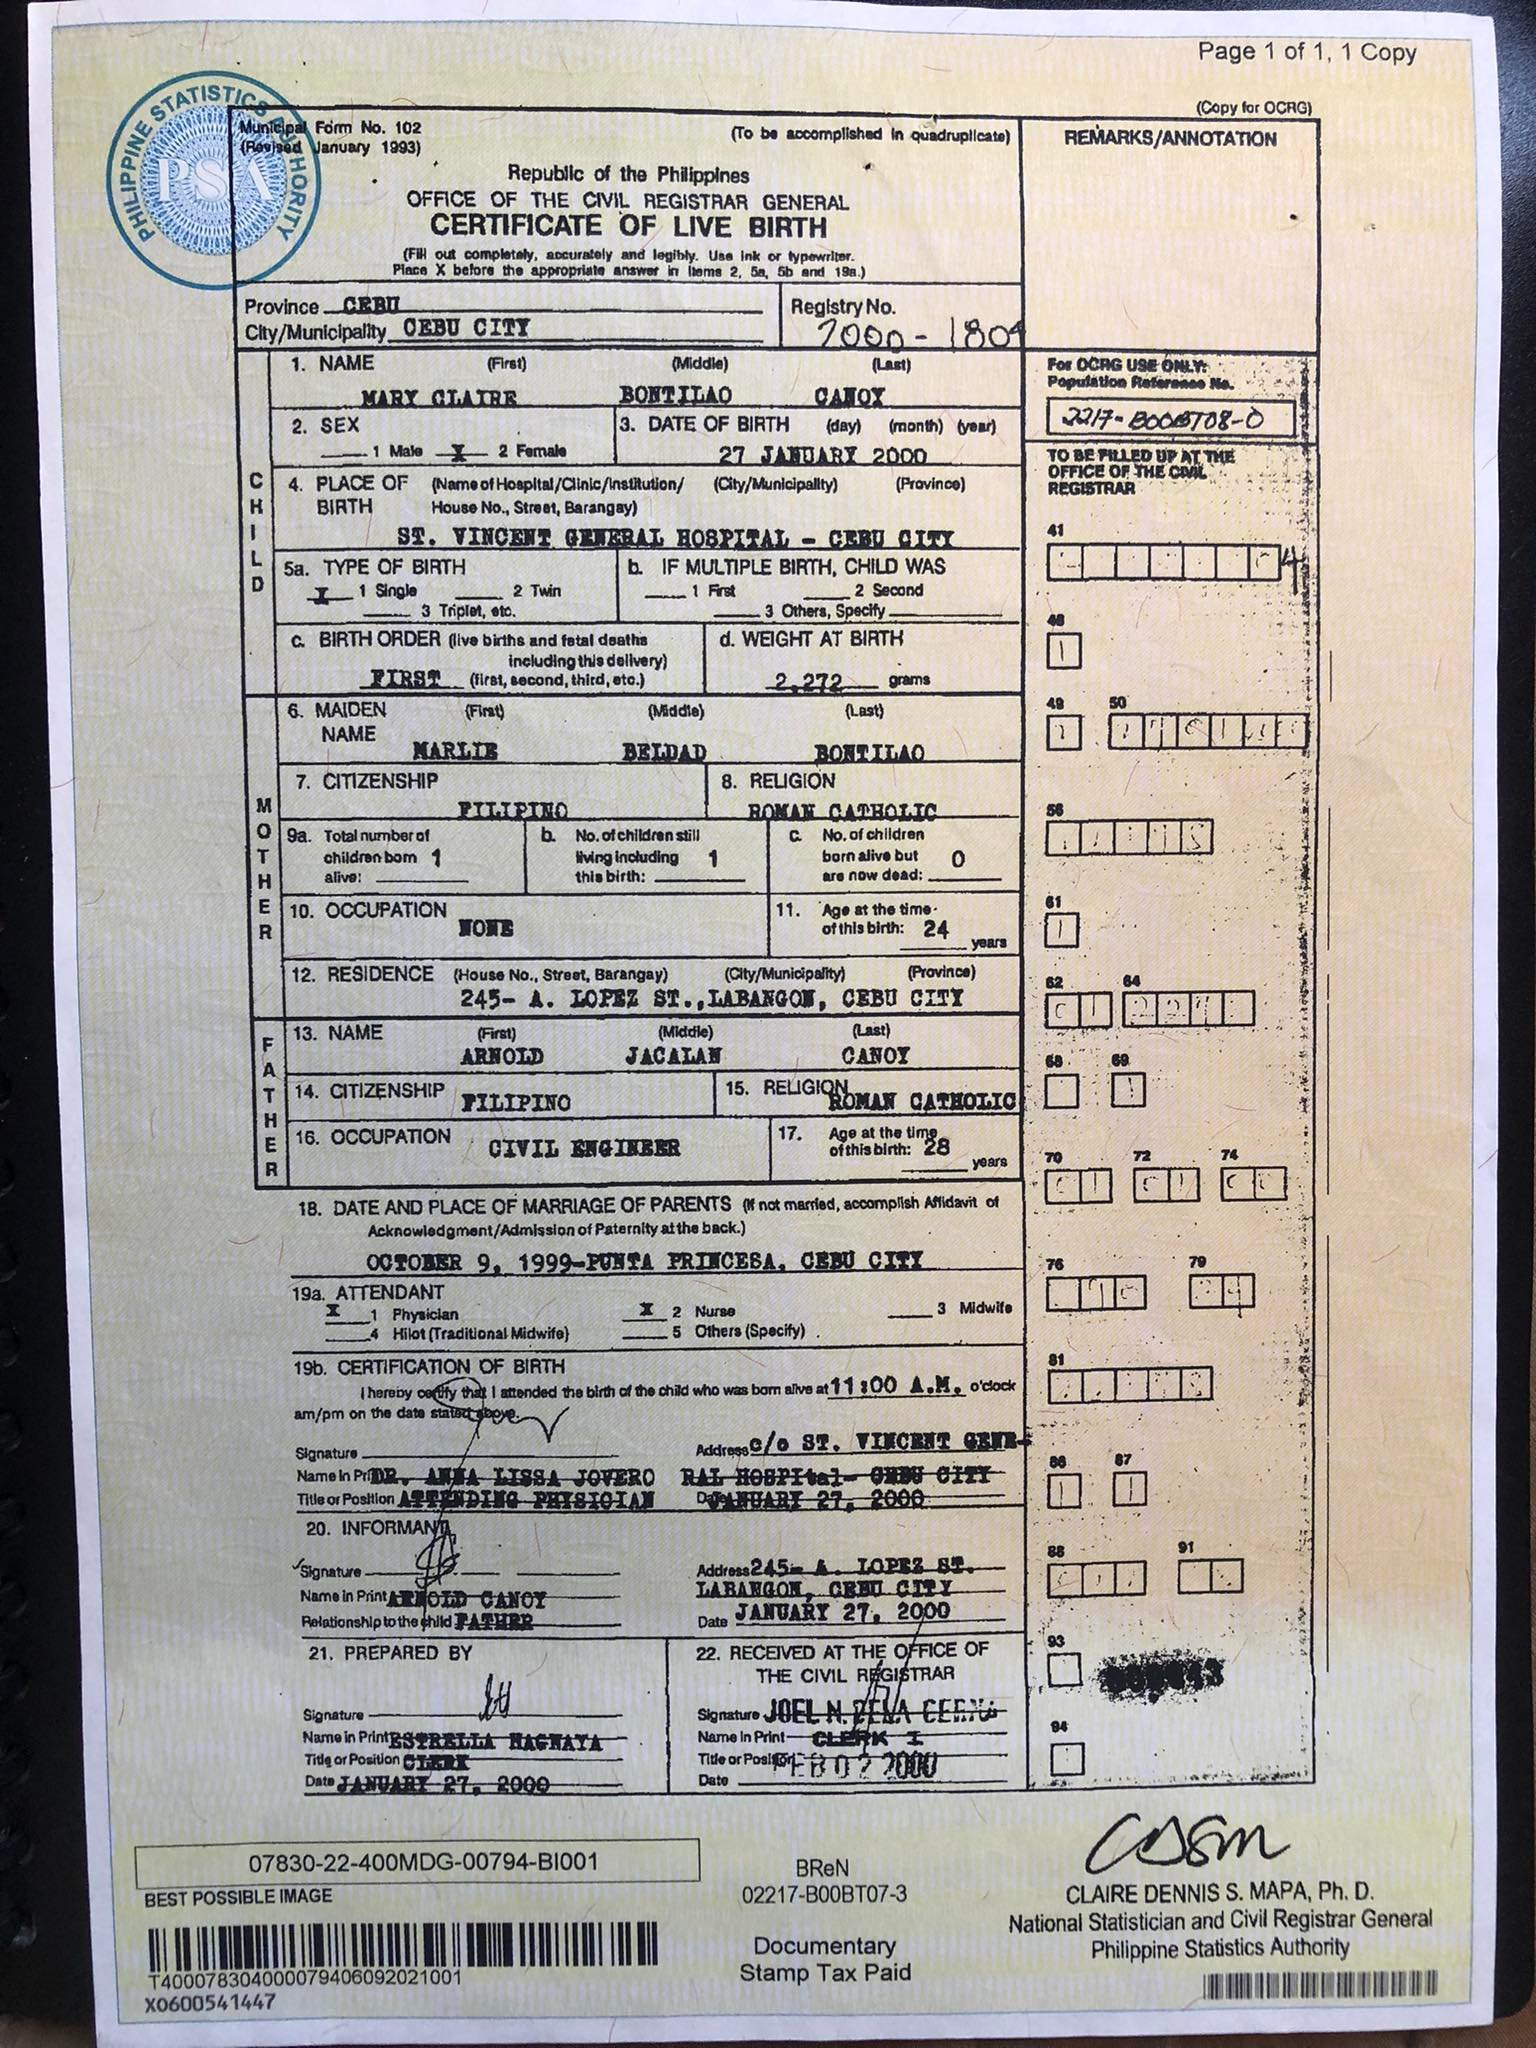 Page 1 of 1, 1 Copy
(Copy for OCRG)
PHILIPPINE STATISTICS AUTHORITY
PSA
Municipal Form No. 102
(Revised January 1993)
(To be accomplished in quadruplicate)
REMARKS/ANNOTATION
Republic of the Philippines
OFFICE OF THE CIVIL REGISTRAR GENERAL
CERTIFICATE OF LIVE BIRTH
(Fill out completely, accurately and legibly. Use ink or typewriter.
Place X before the appropriate answer in Items 2, 5a, 5b and 19a.)
Province CEBU
City/Municipality CEBU CITY
Registry No.
2000-1804
CHILD
1. NAME (First) (Middle) (Last)
MARY CLAIRE BONTILAO CANOY
For OCRG USE ONLY:
Population Reference No.
2217-B00BT08-0
2. SEX
1 Male X 2 Female
3. DATE OF BIRTH (day) (month) (year)
27 JANUARY 2000
TO BE FILLED UP AT THE
OFFICE OF THE CIVIL
REGISTRAR
4. PLACE OF BIRTH (Name of Hospital/Clinic/Institution/ (City/Municipality) (Province)
House No., Street, Barangay)
ST. VINCENT GENERAL HOSPITAL - CEBU CITY
41
5a. TYPE OF BIRTH
X 1 Single 2 Twin
3 Triplet, etc.
b. IF MULTIPLE BIRTH, CHILD WAS
1 First 2 Second
3 Others, Specify
c. BIRTH ORDER (live births and fetal deaths
including this delivery)
FIRST (first, second, third, etc.)
d. WEIGHT AT BIRTH
2,272 grams
48
1
MOTHER
6. MAIDEN NAME (First) (Middle) (Last)
MARLIE BELDAD BONTILAO
49 50
7. CITIZENSHIP
FILIPINO
8. RELIGION
ROMAN CATHOLIC
56
9a. Total number of
children born
alive: 1
b. No. of children still
living including
this birth: 1
c. No. of children
born alive but
are now dead: 0
10. OCCUPATION
NONE
11. Age at the time
of this birth: 24 years
61
1
12. RESIDENCE (House No., Street, Barangay) (City/Municipality) (Province)
245- A. LOPEZ ST., LABANGON, CEBU CITY
62 64
FATHER
13. NAME (First) (Middle) (Last)
ARNOLD JACALAN CANOY
14. CITIZENSHIP FILIPINO
15. RELIGION ROMAN CATHOLIC
68 69
16. OCCUPATION CIVIL ENGINEER
17. Age at the time
of this birth: 28 years
70 72 74
18. DATE AND PLACE OF MARRIAGE OF PARENTS (If not married, accomplish Affidavit of
Acknowledgment/Admission of Paternity at the back.)
OCTOBER 9, 1999-PUNTA PRINCESA, CEBU CITY
76 79
19a. ATTENDANT
X 1 Physician X 2 Nurse 3 Midwife
4 Hilot (Traditional Midwife) 5 Others (Specify)
19b. CERTIFICATION OF BIRTH
I hereby certify that I attended the birth of the child who was born alive at 11:00 A.M. o'clock
am/pm on the date stated above.
81
Signature
Address c/o ST. VINCENT GENE-
Name in Print DR. ANNA LISSA JOVERO
RAL HOSPItal- CEBU CITY
Title or Position ATTENDING PHYSICIAN
Date JANUARY 27, 2000
86 87
20. INFORMANT
Signature
Address 245- A. LOPEZ ST.
Name in Print ARNOLD CANOY
LABANGON, CEBU CITY
Relationship to the child FATHER
Date JANUARY 27, 2000
88 91
21. PREPARED BY
Signature
Name in Print ESTRELLA HAGNAYA
Title or Position CLERK
Date JANUARY 27, 2000
22. RECEIVED AT THE OFFICE OF
THE CIVIL REGISTRAR
Signature JOEL N.
Name in Print CLERK I
Title or Position
FEB 02 2000
Date
93
94
07830-22-400MDG-00794-BI001
BEST POSSIBLE IMAGE
T400078304000079406092021001
X0600541447
BReN
02217-B00BT07-3
Documentary
Stamp Tax Paid
CDSM
CLAIRE DENNIS S. MAPA, Ph. D.
National Statistician and Civil Registrar General
Philippine Statistics Authority